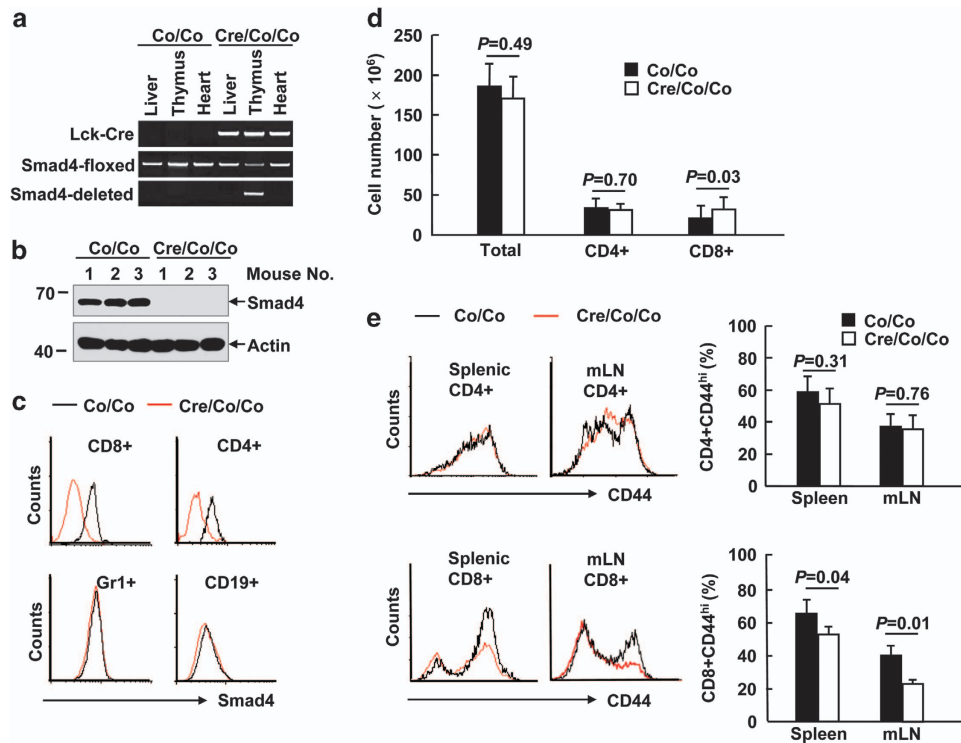 a
Co/Co Cre/Co/Co
Liver Thymus Heart Liver Thymus Heart
Lck-Cre
Smad4-floxed
Smad4-deleted
b
Co/Co Cre/Co/Co
1 2 3 1 2 3 Mouse No.
70
Smad4
40
Actin
c
Co/Co Cre/Co/Co
CD8+ CD4+
Counts
Gr1+ CD19+
Counts
Smad4
d
Cell number (× 10⁶)
250
200
150
100
50
0
P=0.49
P=0.70
P=0.03
Co/Co
Cre/Co/Co
Total CD4+ CD8+
e
Co/Co Cre/Co/Co
Splenic CD4+
mLN CD4+
Counts Counts
CD44
CD4+CD44ʰⁱ (%)
100
80
60
40
20
0
Co/Co
Cre/Co/Co
P=0.31
P=0.76
Spleen mLN
Splenic CD8+
mLN CD8+
Counts Counts
CD44
CD8+CD44ʰⁱ (%)
100
80
60
40
20
0
P=0.04
P=0.01
Spleen mLN